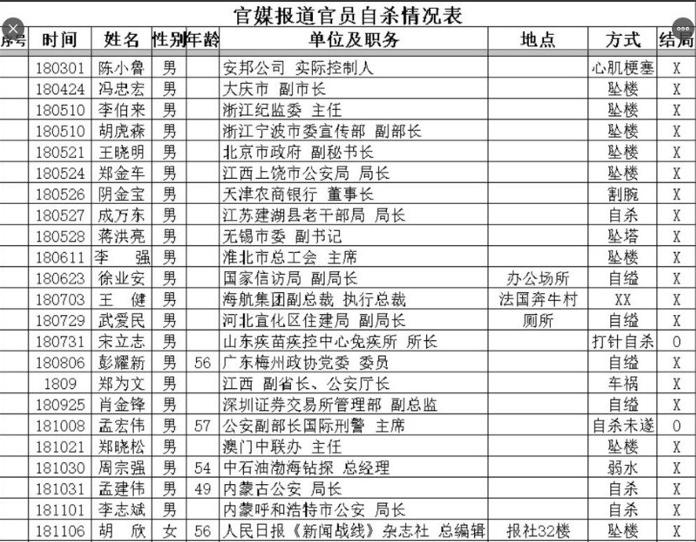 官媒报道官员自杀情况表
序号 时间 姓名 性别 年龄 单位及职务 地点 方式 结局
180301 陈小鲁 男 安邦公司 实际控制人 心肌梗塞 X
180424 冯忠宏 男 大庆市 副市长 坠楼 X
180510 李伯来 男 浙江纪监委 主任 坠楼 X
180510 胡虎森 男 浙江宁波市委宣传部 副部长 坠楼 X
180521 王晓明 男 北京市政府 副秘书长 坠楼 X
180524 郑金车 男 江西上饶市公安局 局长 坠楼 X
180526 阴金宝 男 天津农商银行 董事长 割腕 X
180527 成万东 男 江苏建湖县老干部局 局长 自杀 X
180528 蒋洪亮 男 无锡市委 副书记 坠塔 X
180611 李 强 男 淮北市总工会 主席 坠楼 X
180623 徐业安 男 国家信访局 副局长 办公场所 自缢 X
180703 王 健 男 海航集团副总裁 执行总裁 法国奔牛村 XX X
180729 武爱民 男 河北宣化区住建局 副局长 厕所 自缢 X
180731 宋立志 男 山东疾苗疾控中心免疾所 所长 打针自杀 O
180806 彭耀新 男 56 广东梅州政协党委 委员 自缢 X
1809 郑为文 男 江西 副省长、公安厅长 车祸 X
180925 肖金锋 男 深圳证券交易所管理部 副总监 自缢 X
181008 孟宏伟 男 57 公安副部长国际刑警 主席 自杀未遂 O
181021 郑晓松 男 澳门中联办 主任 坠楼 X
181030 周宗强 男 54 中石油渤海钻探 总经理 弱水 X
181031 孟建伟 男 49 内蒙古公安 局长 自杀 X
181101 李志斌 男 内蒙呼和浩特市公安 局长 自杀 X
181106 胡 欣 女 56 人民日报《新闻战线》杂志社 总编辑 报社32楼 坠楼 X